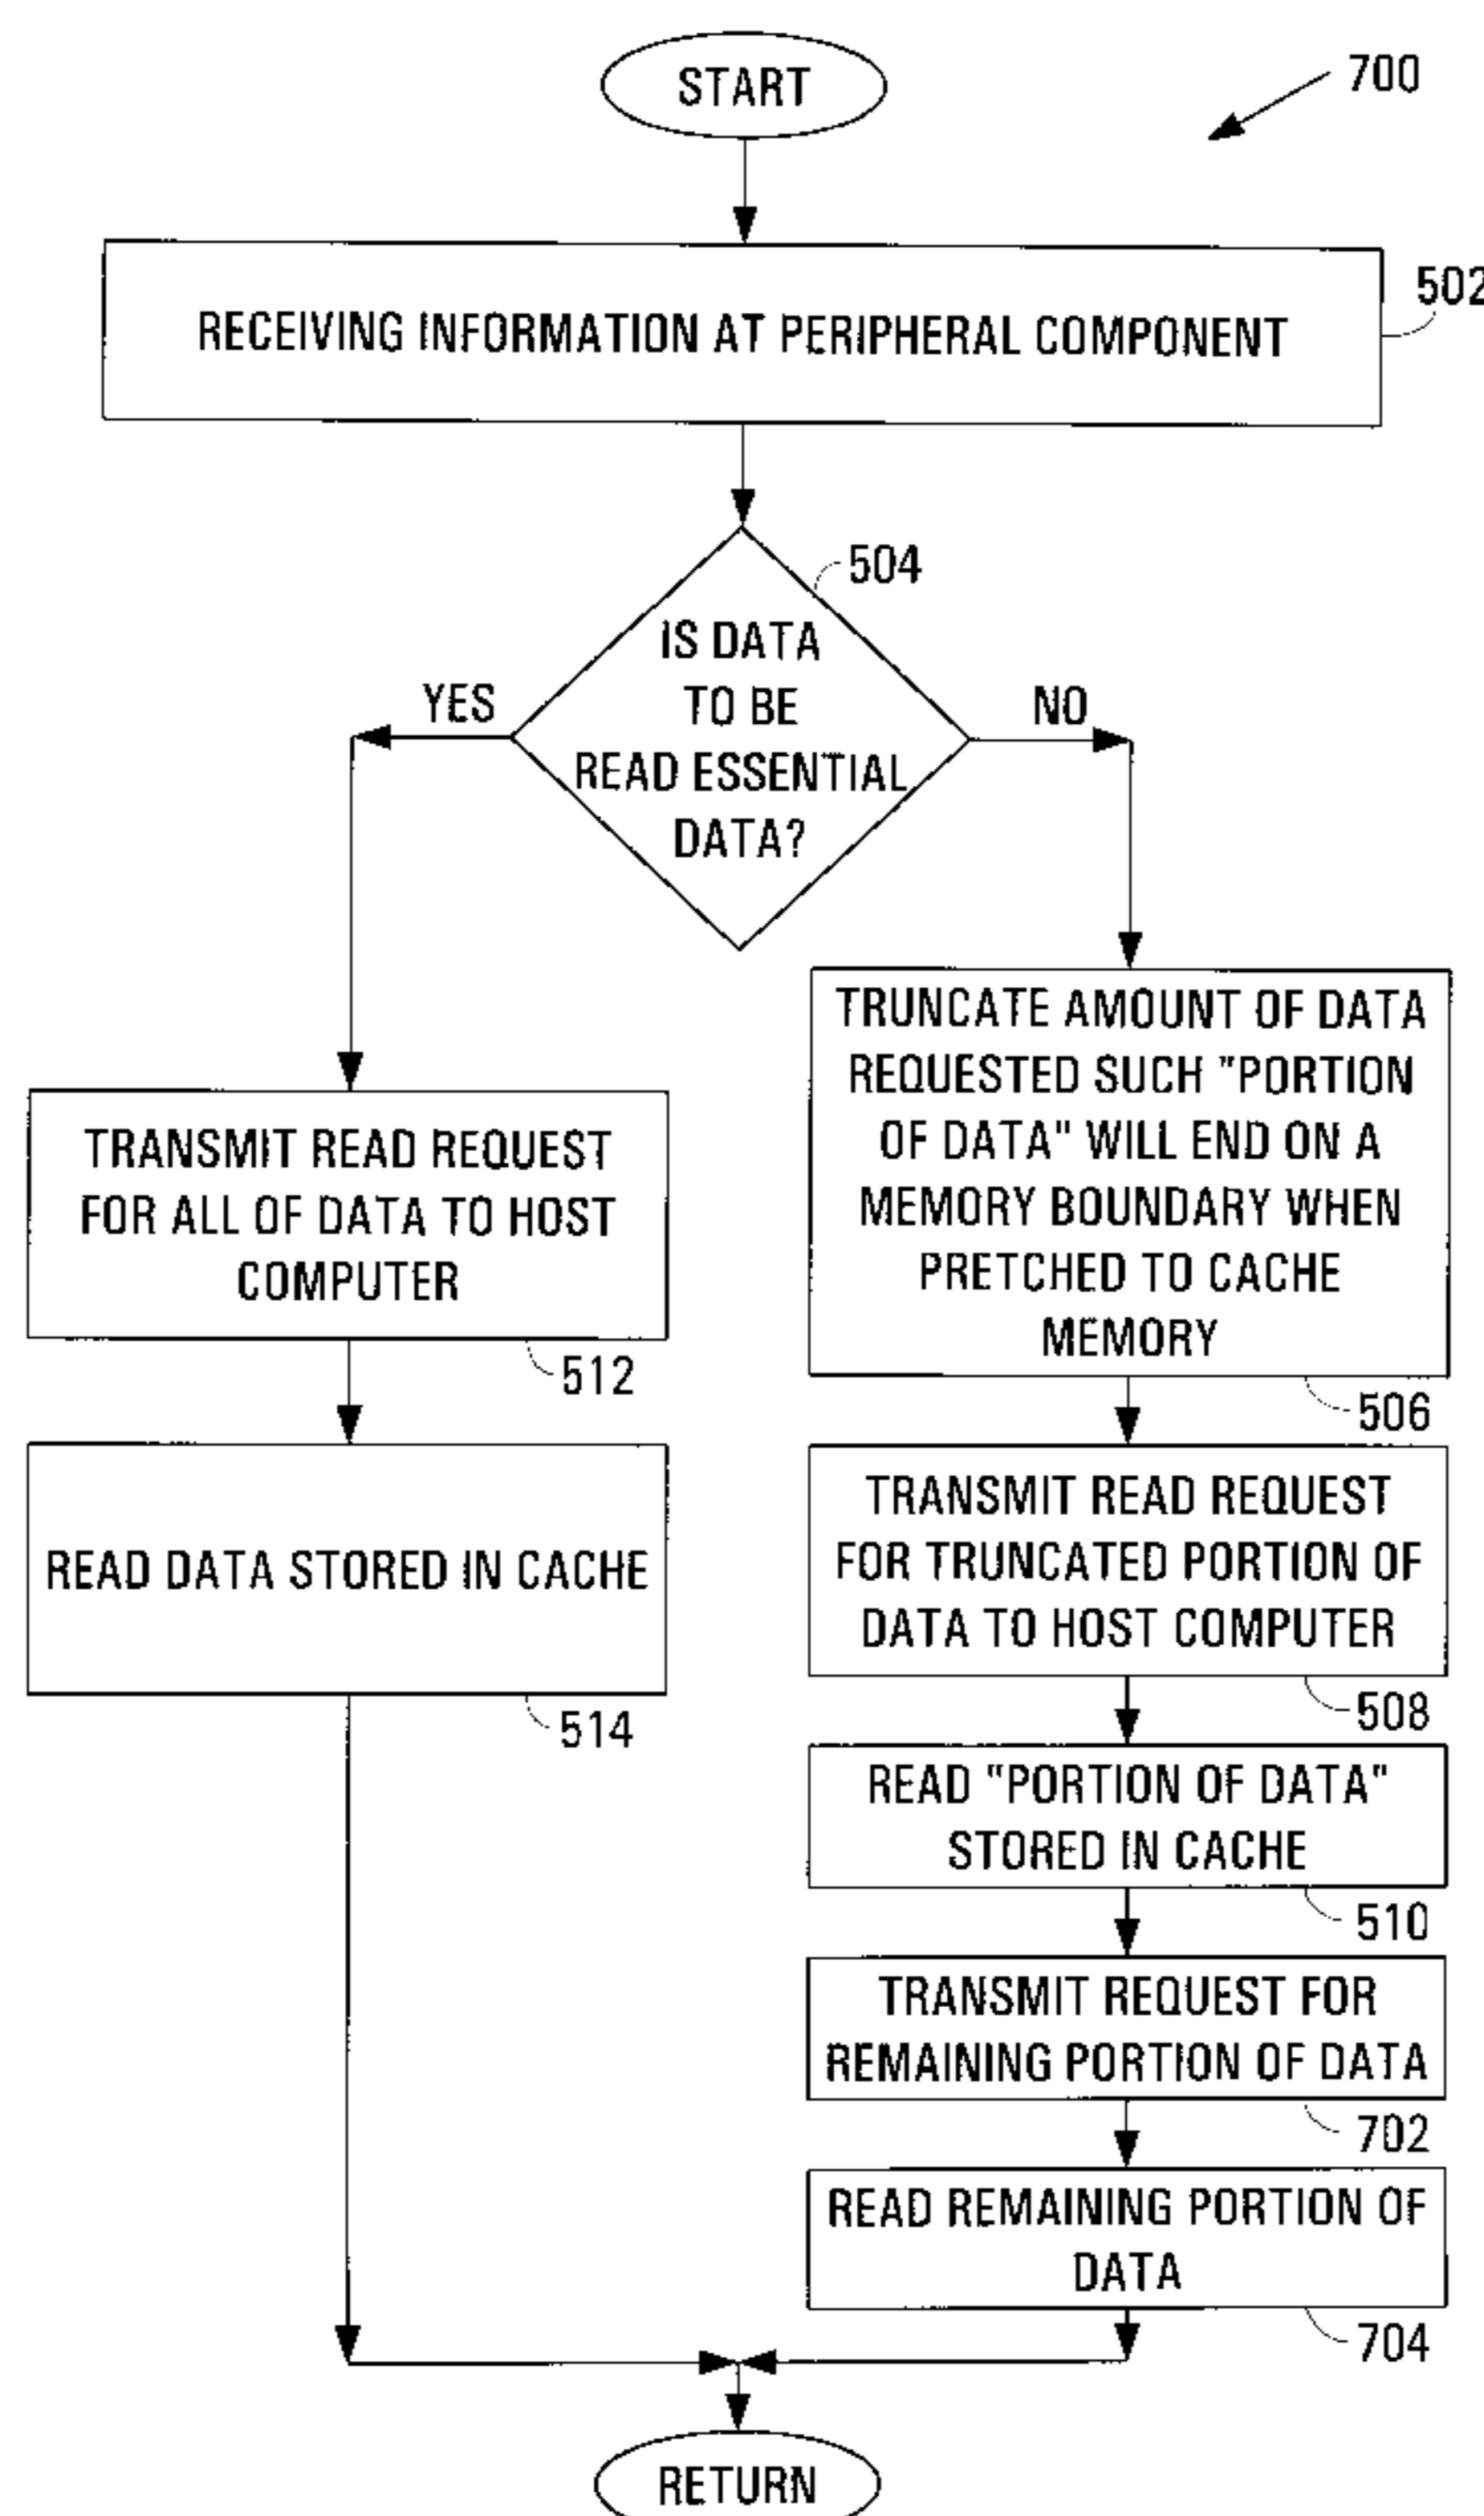 START
700
RECEIVING INFORMATION AT PERIPHERAL COMPONENT
502
504
IS DATA
TO BE
READ ESSENTIAL
DATA?
YES
NO
TRANSMIT READ REQUEST
FOR ALL OF DATA TO HOST
COMPUTER
512
READ DATA STORED IN CACHE
514
TRUNCATE AMOUNT OF DATA
REQUESTED SUCH "PORTION
OF DATA" WILL END ON A
MEMORY BOUNDARY WHEN
PRETCHED TO CACHE
MEMORY
506
TRANSMIT READ REQUEST
FOR TRUNCATED PORTION OF
DATA TO HOST COMPUTER
508
READ "PORTION OF DATA"
STORED IN CACHE
510
TRANSMIT REQUEST FOR
REMAINING PORTION OF DATA
702
READ REMAINING PORTION OF
DATA
704
RETURN